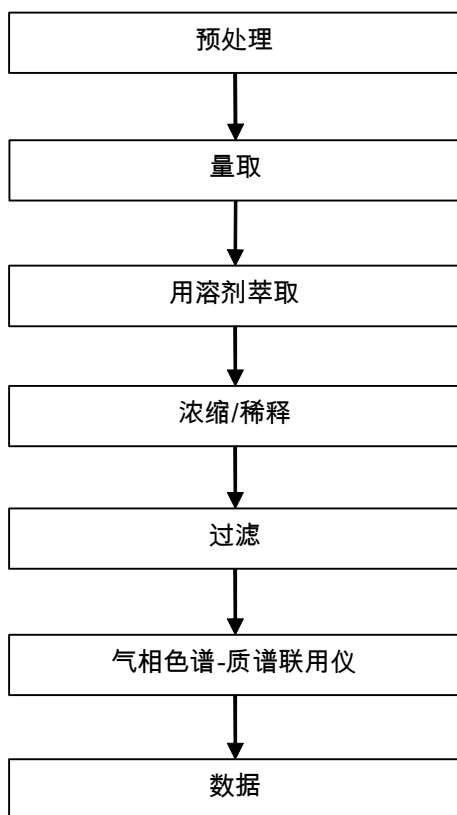 预处理
量取
用溶剂萃取
浓缩/稀释
过滤
气相色谱-质谱联用仪
数据